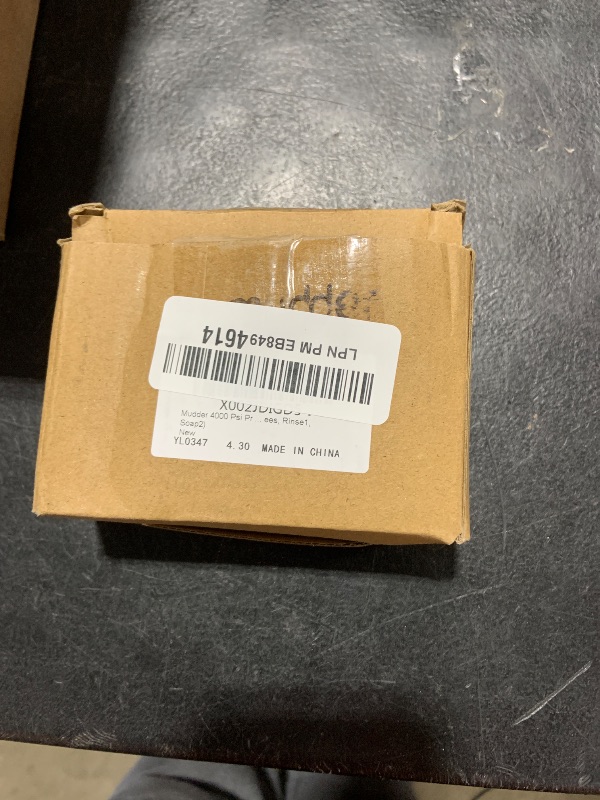 LPN PM EB8494614
Mudder 4000 Psi Pr ... ees, Rinse1,
Soap2)
New
YL0347 4.30 MADE IN CHINA